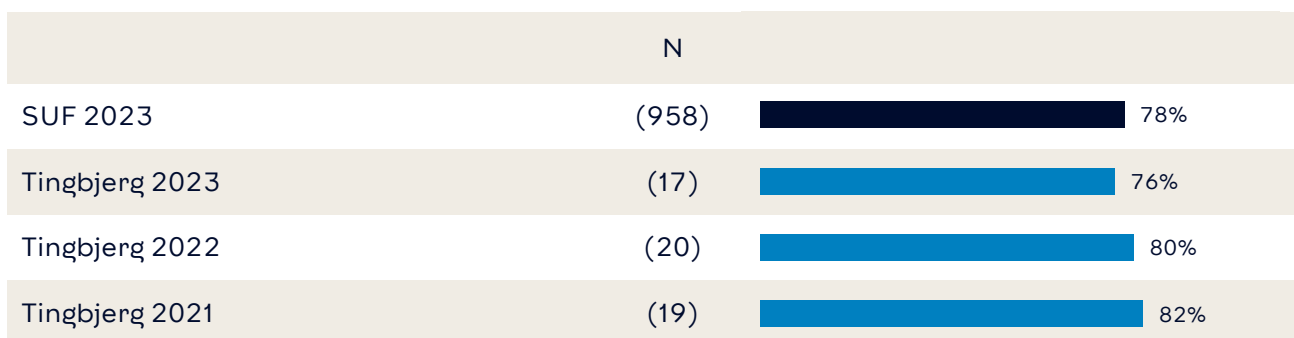 N
SUF 2023 (958) 78%
Tingbjerg 2023 (17) 76%
Tingbjerg 2022 (20) 80%
Tingbjerg 2021 (19) 82%